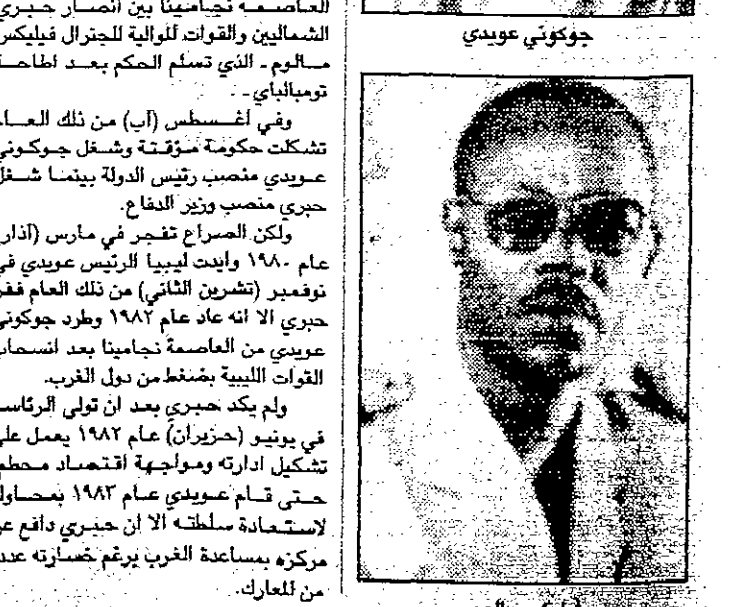 العاصمة نجامينا بين أنصار حبري
الشماليين والقوات الموالية للجنرال فيليكس
مالوم ـ الذي تسلم الحكم بعد اطاحة
تومبالباي ـ .
وفي أغسطس (آب) من ذلك العـا
تشكلت حكومة مؤقتة وشغل جوكوني
عويدي منصب رئيس الدولة بينما شغل
حبري منصب وزير الدفاع.
ولكن الصراع تفجر في مارس (آذار
عام ١٩٨٠ وايدت ليبيا الرئيس عويدي في
نوفمبر (تشرين الثاني) من ذلك العام ففر
حبري الا انه عاد عام ١٩٨٢ وطرد جوكوني
عويدي من العاصمة نجامينا بعد انسحاب
القوات الليبية بضغط من دول الغرب.
ولم يكد حبري بعد ان تولى الرئاسـ
في يونيو (حزيران) عام ١٩٨٢ يعمل على
تشكيل ادارته ومواجهة اقتصاد محطم
حتى قام عويدي عام ١٩٨٣ بمحاول
لاستعادة سلطته الا ان حبري دافع عن
مركزه بمساعدة الغرب برغم خسارته عدد
من المعارك.
جوكوني عويدي